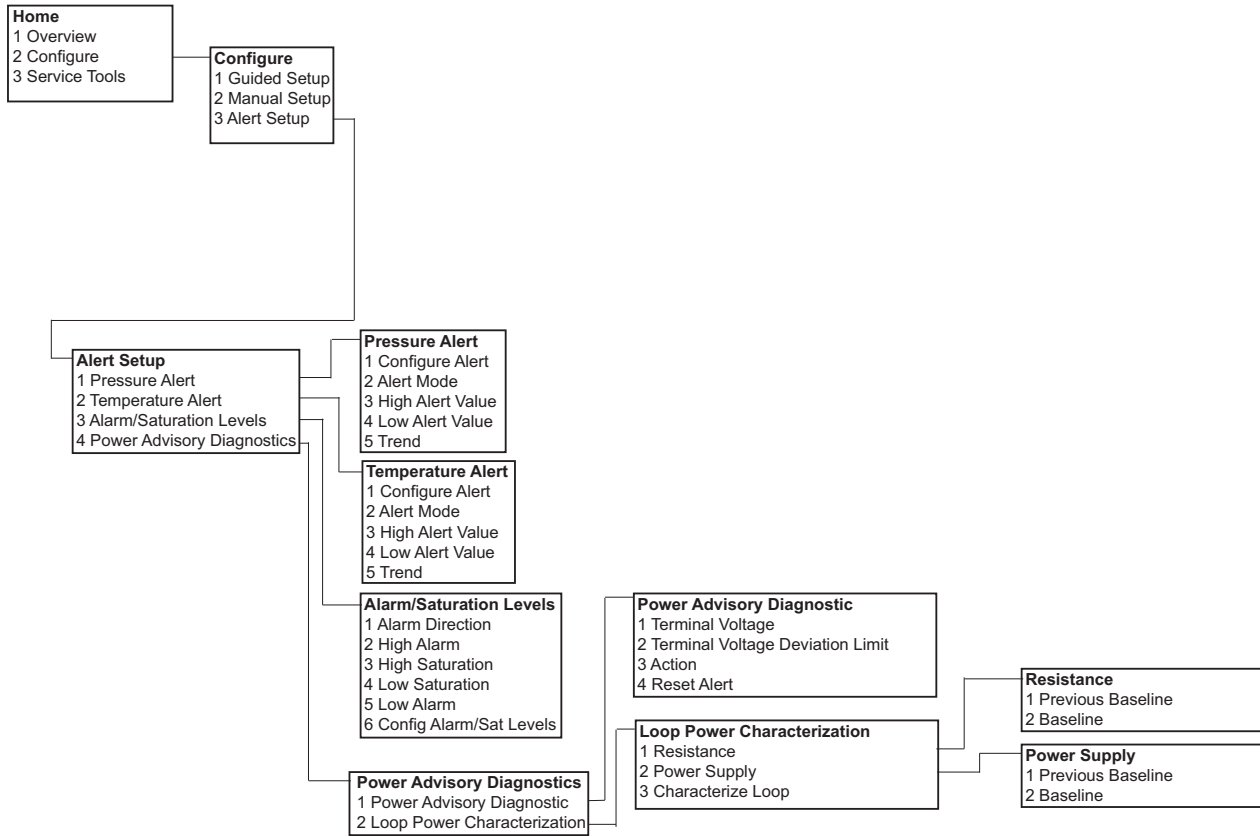 Home
1 Overview
2 Configure
3 Service Tools
Configure
1 Guided Setup
2 Manual Setup
3 Alert Setup
Alert Setup
1 Pressure Alert
2 Temperature Alert
3 Alarm/Saturation Levels
4 Power Advisory Diagnostics
Pressure Alert
1 Configure Alert
2 Alert Mode
3 High Alert Value
4 Low Alert Value
5 Trend
Temperature Alert
1 Configure Alert
2 Alert Mode
3 High Alert Value
4 Low Alert Value
5 Trend
Alarm/Saturation Levels
1 Alarm Direction
2 High Alarm
3 High Saturation
4 Low Saturation
5 Low Alarm
6 Config Alarm/Sat Levels
Power Advisory Diagnostics
1 Power Advisory Diagnostic
2 Loop Power Characterization
Power Advisory Diagnostic
1 Terminal Voltage
2 Terminal Voltage Deviation Limit
3 Action
4 Reset Alert
Loop Power Characterization
1 Resistance
2 Power Supply
3 Characterize Loop
Resistance
1 Previous Baseline
2 Baseline
Power Supply
1 Previous Baseline
2 Baseline